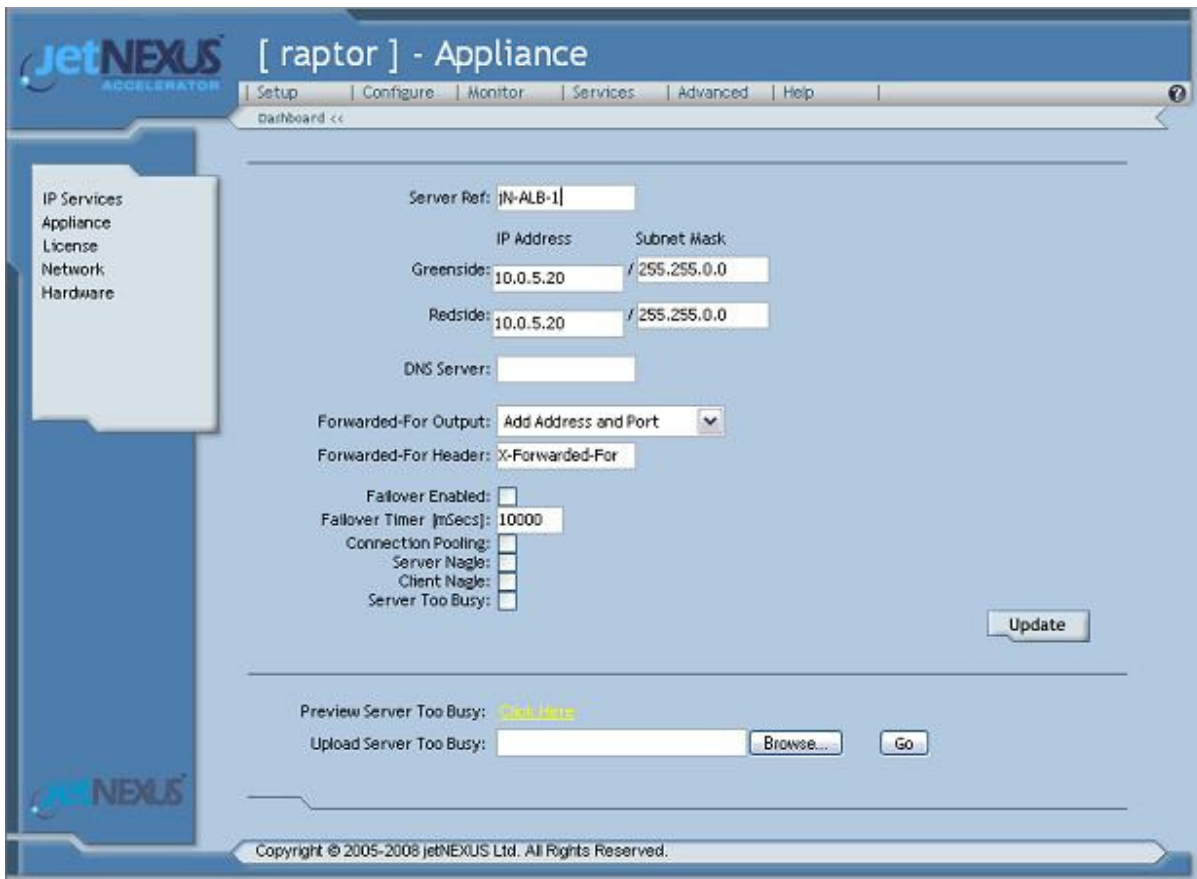 jetNEXUS
ACCELERATOR
[ raptor ] - Appliance
| Setup | Configure | Monitor | Services | Advanced | Help | ?
Dashboard <<
IP Services
Appliance
License
Network
Hardware
Server Ref: jN-ALB-1
IP Address Subnet Mask
Greenside: 10.0.5.20 / 255.255.0.0
Redside: 10.0.5.20 / 255.255.0.0
DNS Server:
Forwarded-For Output: Add Address and Port
Forwarded-For Header: X-Forwarded-For
Failover Enabled:
Failover Timer [mSecs]: 10000
Connection Pooling:
Server Nagle:
Client Nagle:
Server Too Busy:
Update
Preview Server Too Busy: Click Here
Upload Server Too Busy: Browse... Go
jetNEXUS
Copyright © 2005-2008 jetNEXUS Ltd. All Rights Reserved.